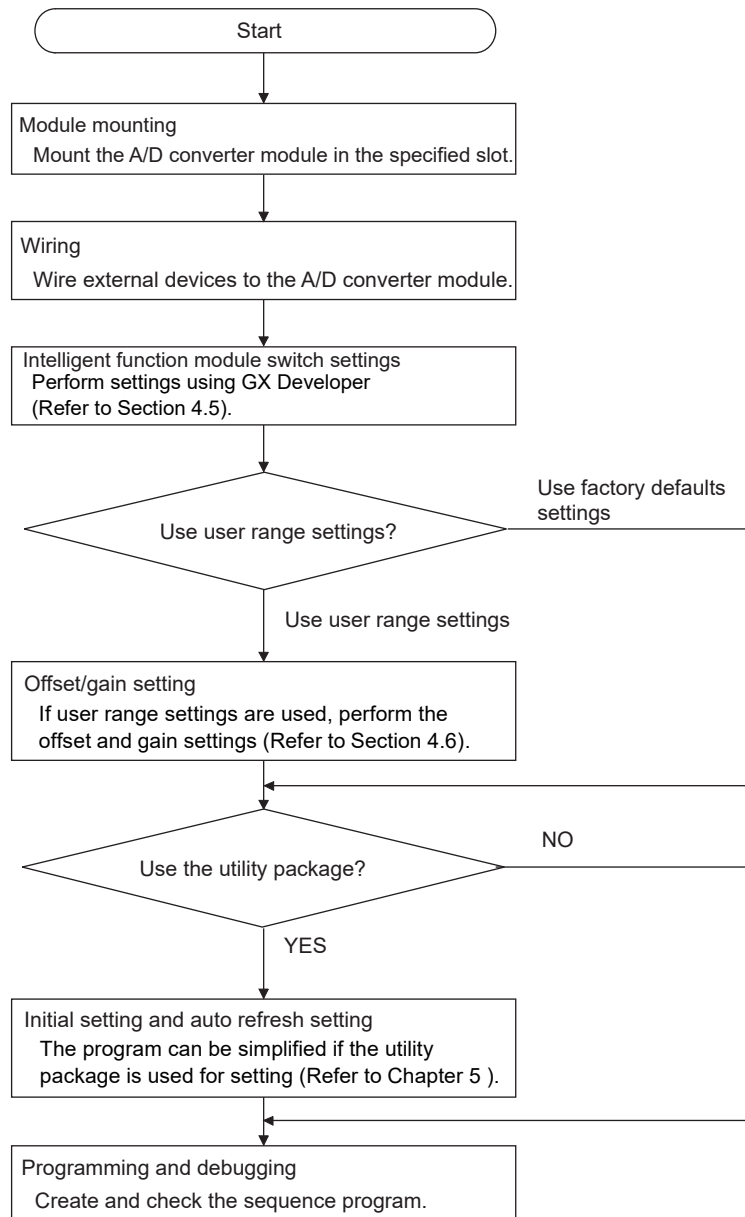 Start
Module mounting
Mount the A/D converter module in the specified slot.
Wiring
Wire external devices to the A/D converter module.
Intelligent function module switch settings
Perform settings using GX Developer
(Refer to Section 4.5).
Use user range settings?
Use factory defaults
settings
Use user range settings
Offset/gain setting
If user range settings are used, perform the
offset and gain settings (Refer to Section 4.6).
Use the utility package?
NO
YES
Initial setting and auto refresh setting
The program can be simplified if the utility
package is used for setting (Refer to Chapter 5 ).
Programming and debugging
Create and check the sequence program.